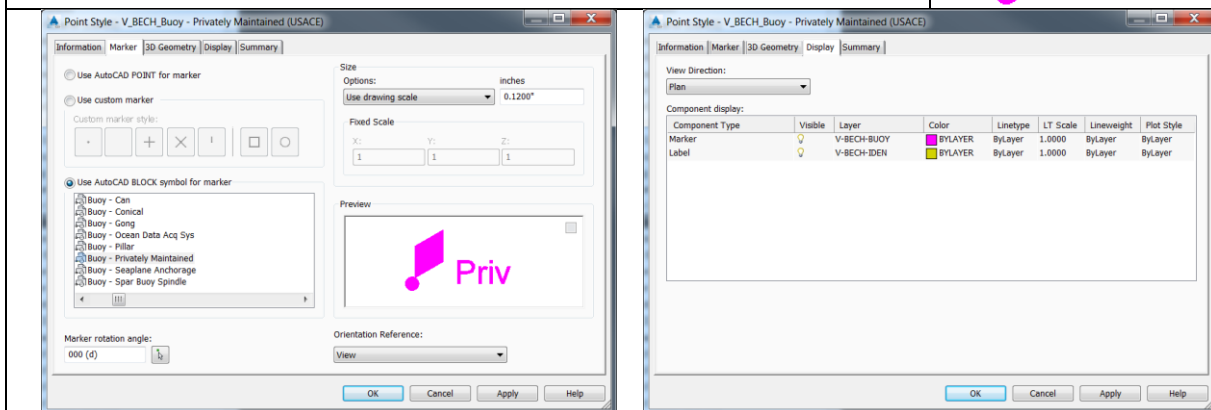 Point Style - V_BECH_Buoy - Privately Maintained (USACE)
Information Marker 3D Geometry Display Summary
Use AutoCAD POINT for marker
Use custom marker
Custom marker style:
Use AutoCAD BLOCK symbol for marker
Buoy - Can
Buoy - Conical
Buoy - Gong
Buoy - Ocean Data Acq Sys
Buoy - Pillar
Buoy - Privately Maintained
Buoy - Seaplane Anchorage
Buoy - Spar Buoy Spindle
Marker rotation angle:
000 (d)
Size
Options: inches
Use drawing scale 0.1200"
Fixed Scale
X: Y: Z:
1 1 1
Preview
Priv
Orientation Reference:
View
OK Cancel Apply Help
Point Style - V_BECH_Buoy - Privately Maintained (USACE)
Information Marker 3D Geometry Display Summary
View Direction:
Plan
Component display:
Component Type Visible Layer Color Linetype LT Scale Lineweight Plot Style
Marker V-BECH-BUOY BYLAYER ByLayer 1.0000 ByLayer ByLayer
Label V-BECH-IDEN BYLAYER ByLayer 1.0000 ByLayer ByLayer
OK Cancel Apply Help